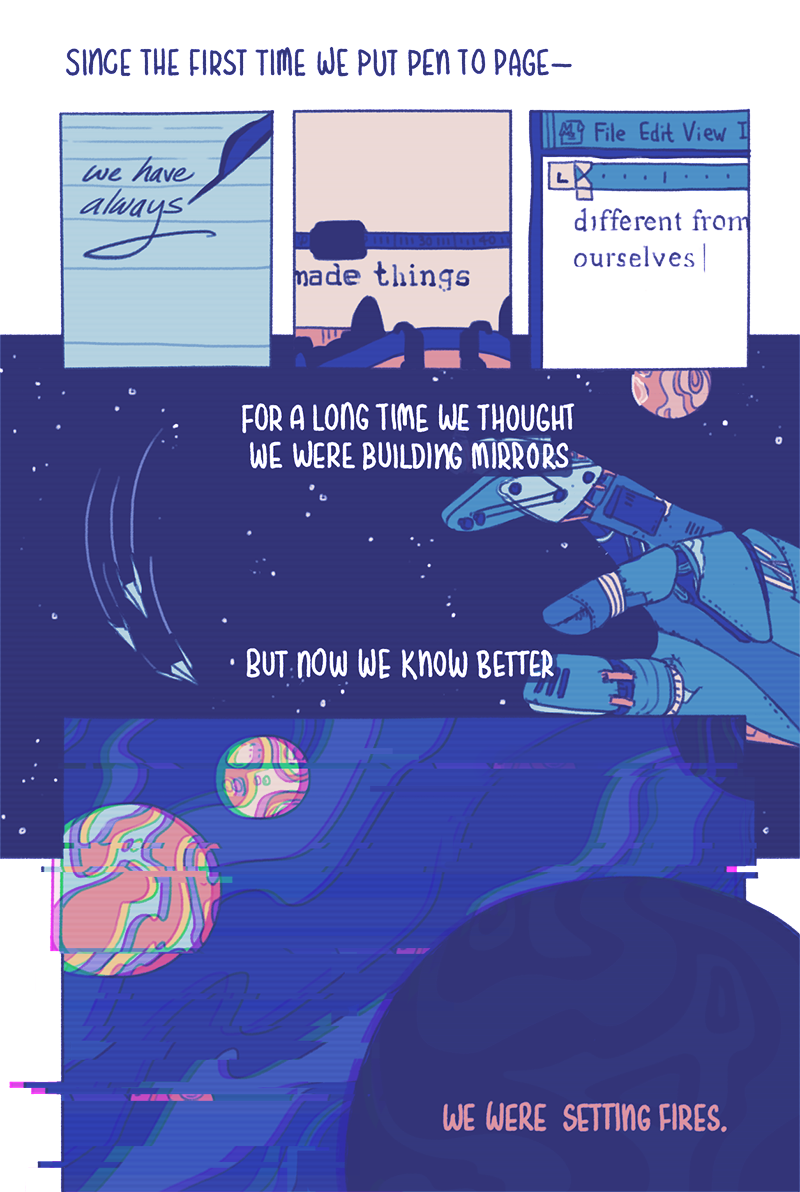 SINCE THE FIRST TIME WE PUT PEN TO PAGE—
we have
always
30 40
made things
File Edit View I
L
different from
ourselves
FOR A LONG TIME WE THOUGHT
WE WERE BUILDING MIRRORS
BUT NOW WE KNOW BETTER
WE WERE SETTING FIRES.